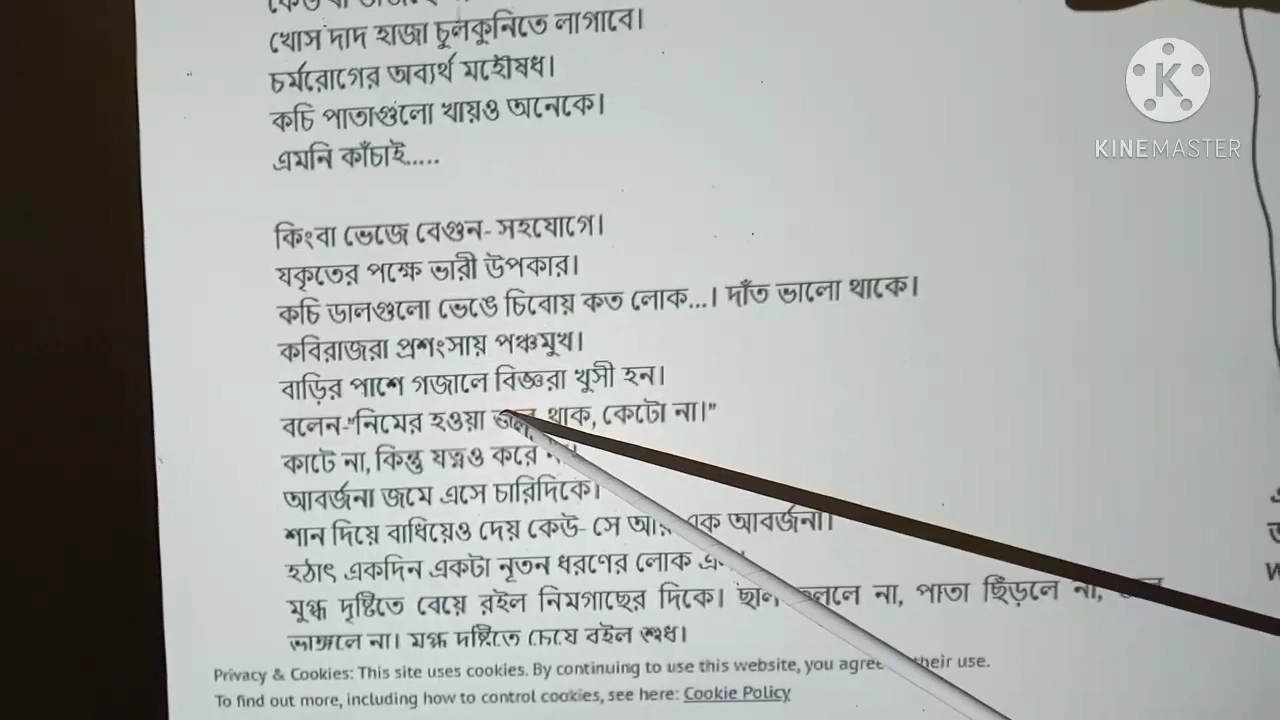 খোস দাদ হাজা চুলকুনিতে লাগাবে।
চর্মরোগের অব্যর্থ মহৌষধ।
কচি পাতাগুলো খায়ও অনেকে।
এমনি কাঁচাই.....
কিংবা ভেজে বেগুন- সহযোগে।
যকৃতের পক্ষে ভারী উপকার।
কচি ডালগুলো ভেঙে চিবোয় কত লোক...। দাঁত ভালো থাকে।
কবিরাজরা প্রশংসায় পঞ্চমুখ।
বাড়ির পাশে গজালে বিজ্ঞরা খুসী হন।
বলেন-"নিমের হওয়া থাক, কেটো না।"
কাটে না, কিন্তু যত্নও করে
আবর্জনা জমে এসে চারিদিকে।
শান দিয়ে বাধিয়েও দেয় কেউ- সে এক আবর্জনা।
হঠাৎ একদিন একটা নূতন ধরণের লোক
মুগ্ধ দৃষ্টিতে বেয়ে রইল নিমগাছের দিকে। ছাল না, পাতা ছিঁড়লে না,
ভাঙ্গলে না। মুগ্ধ দৃষ্টিতে চেয়ে রইল শুধু।
Privacy & Cookies: This site uses cookies. By continuing to use this website, you agree their use.
To find out more, including how to control cookies, see here: Cookie Policy
KINEMASTER